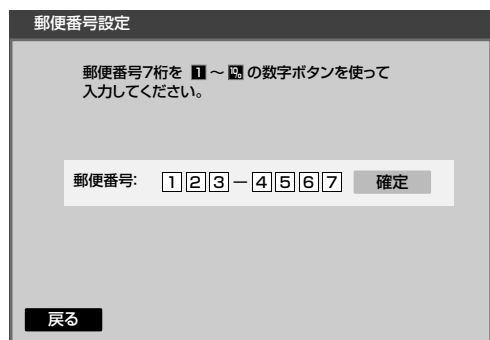 郵便番号設定
郵便番号7桁を 1 ～ 10 の数字ボタンを使って
入力してください。
郵便番号: 123－4567 確定
戻る